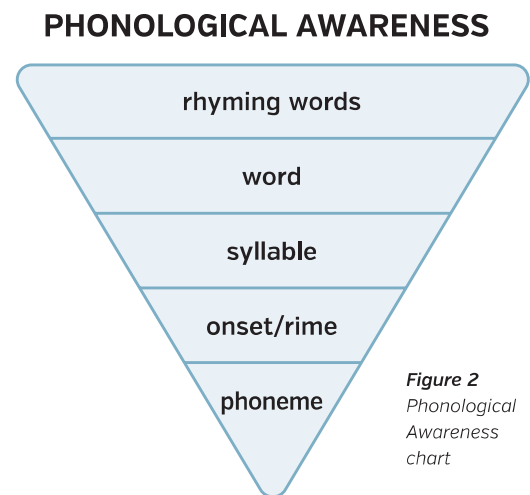 PHONOLOGICAL AWARENESS
rhyming words
word
syllable
onset/rime
phoneme
Figure 2
Phonological
Awareness
chart